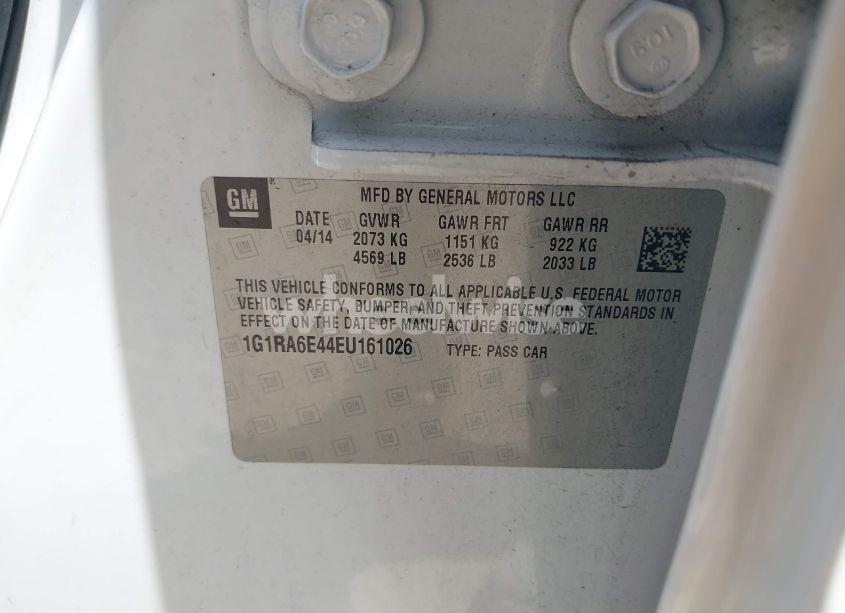 GM
MFD BY GENERAL MOTORS LLC
DATE GVWR GAWR FRT GAWR RR
04/14 2073 KG 1151 KG 922 KG
4569 LB 2536 LB 2033 LB
THIS VEHICLE CONFORMS TO ALL APPLICABLE U.S. FEDERAL MOTOR
VEHICLE SAFETY, BUMPER, AND THEFT PREVENTION STANDARDS IN
EFFECT ON THE DATE OF MANUFACTURE SHOWN ABOVE.
1G1RA6E44EU161026 TYPE: PASS CAR